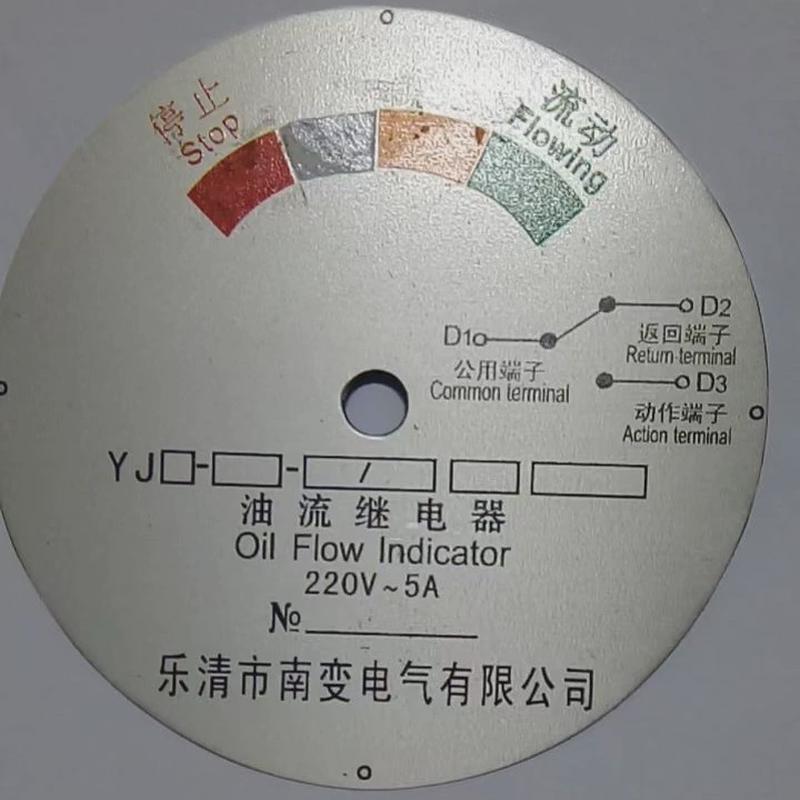 停止
Stop
流动
Flowing
D1
D2
返回端子
Return terminal
公用端子
Common terminal
D3
动作端子
Action terminal
YJ□-□-□/□ □ □
油流继电器
Oil Flow Indicator
220V~5A
№
乐清市南变电气有限公司